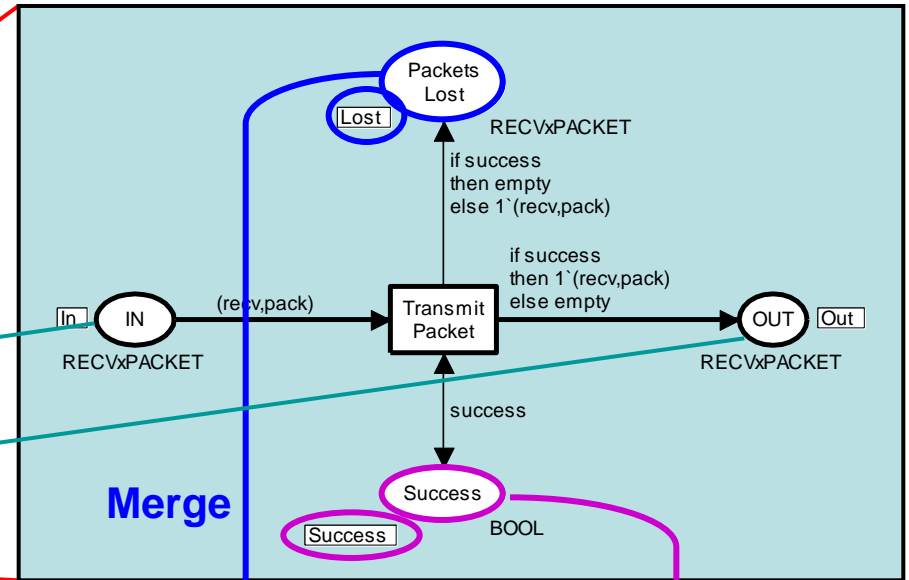 Packets
Lost
Lost
RECVxPACKET
if success
then empty
else 1`(recv,pack)
if success
then 1`(recv,pack)
else empty
(recv,pack)
In
IN
Transmit
Packet
OUT
Out
RECVxPACKET
RECVxPACKET
success
Merge
Success
Success
BOOL